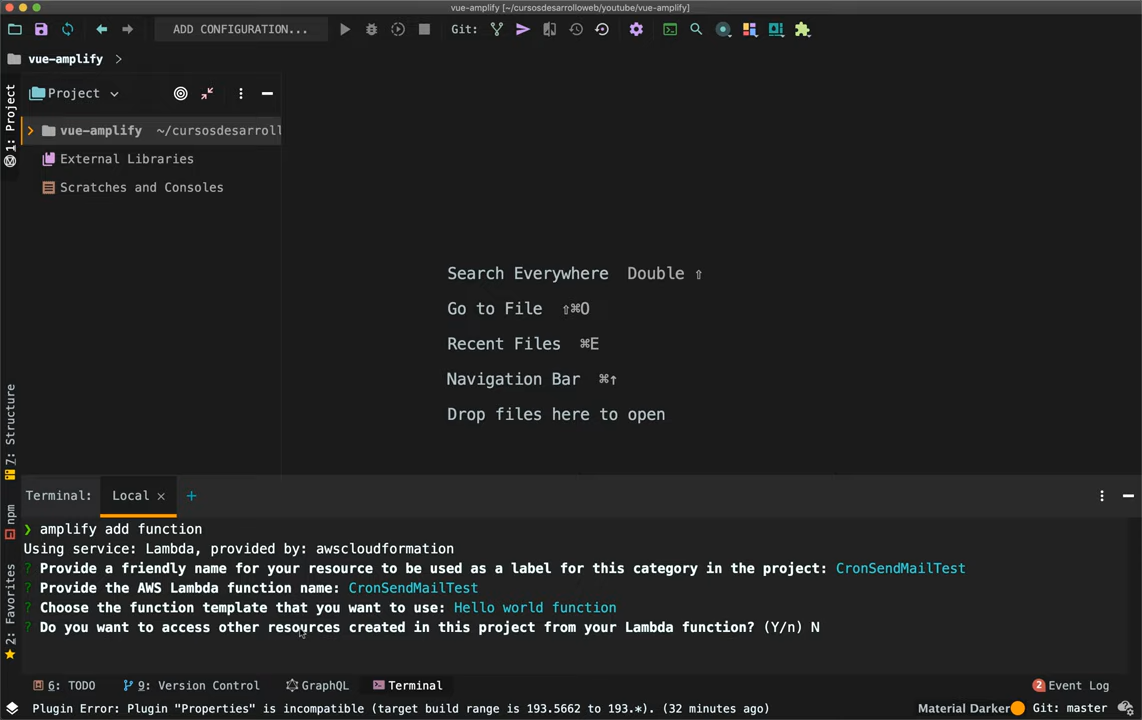 vue-amplify [~/cursosdesarrolloweb/youtube/vue-amplify]
ADD CONFIGURATION...
Git:
vue-amplify
1: Project
Project
vue-amplify ~/cursosdesarroll
External Libraries
Scratches and Consoles
Search Everywhere Double ⇧
Go to File ⇧⌘O
Recent Files ⌘E
Navigation Bar ⌘↑
Drop files here to open
7: Structure
npm
2: Favorites
Terminal: Local × +
❯ amplify add function
Using service: Lambda, provided by: awscloudformation
? Provide a friendly name for your resource to be used as a label for this category in the project: CronSendMailTest
? Provide the AWS Lambda function name: CronSendMailTest
? Choose the function template that you want to use: Hello world function
? Do you want to access other resources created in this project from your Lambda function? (Y/n) N
6: TODO 9: Version Control GraphQL Terminal 2 Event Log
Plugin Error: Plugin "Properties" is incompatible (target build range is 193.5662 to 193.*). (32 minutes ago) Material Darker Git: master